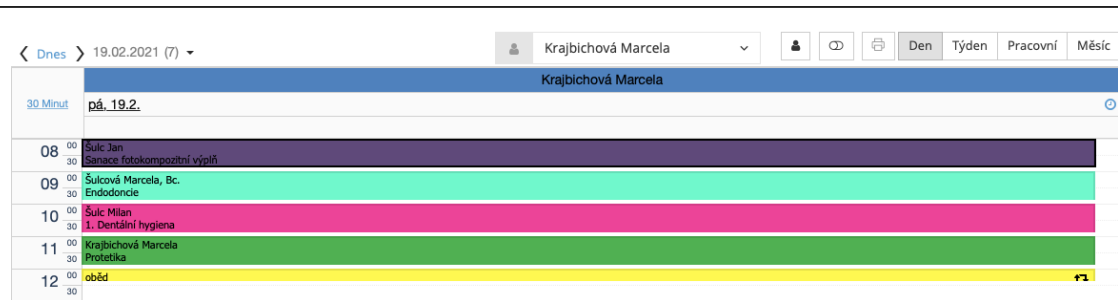 Dnes 19.02.2021 (7) Krajbichová Marcela Den Týden Pracovní Měsíc
Krajbichová Marcela
30 Minut pá, 19.2.
08 00 Šulc Jan
30 Sanace fotokompozitní výplň
09 00 Šulcová Marcela, Bc.
30 Endodoncie
10 00 Šulc Milan
30 1. Dentální hygiena
11 00 Krajbichová Marcela
30 Protetika
12 00 oběd
30